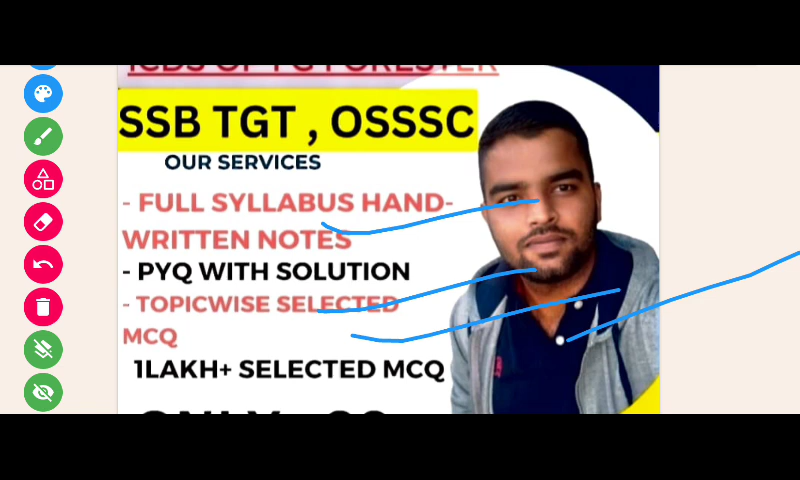 SSB TGT , OSSSC
OUR SERVICES
- FULL SYLLABUS HAND-
WRITTEN NOTES
- PYQ WITH SOLUTION
- TOPICWISE SELECTED
MCQ
1LAKH+ SELECTED MCQ